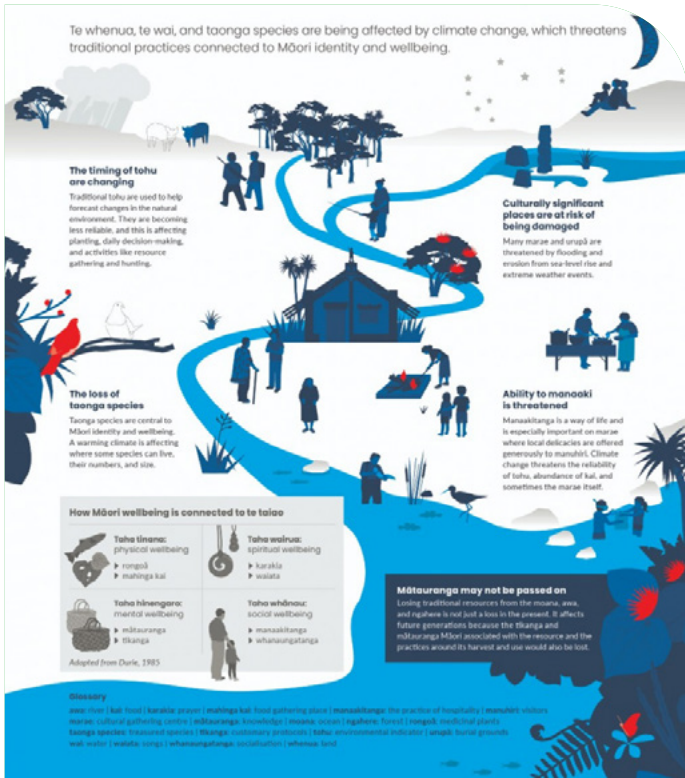 Te whenua, te wai, and taonga species are being affected by climate change, which threatens
traditional practices connected to Māori identity and wellbeing.
The timing of tohu
are changing
Traditional tohu are used to help
forecast changes in the natural
environment. They are becoming
less reliable, and this is affecting
planting, daily decision-making,
and activities like resource
gathering and hunting.
Culturally significant
places are at risk of
being damaged
Many marae and urupā are
threatened by flooding and
erosion from sea-level rise and
extreme weather events.
The loss of
taonga species
Taonga species are central to
Māori identity and wellbeing.
A warming climate is affecting
where some species can live,
their numbers, and size.
Ability to manaaki
is threatened
Manaakitanga is a way of life and
is especially important on marae
where local delicacies are offered
generously to manuhiri. Climate
change threatens the reliability
of tohu, abundance of kai, and
sometimes the marae itself.
How Māori wellbeing is connected to te taiao
Taha tinana:
physical wellbeing
▸ rongoā
▸ mahinga kai
Taha wairua:
spiritual wellbeing
▸ karakia
▸ waiata
Taha hinengaro:
mental wellbeing
▸ mātauranga
▸ tikanga
Taha whānau:
social wellbeing
▸ manaakitanga
▸ whanaungatanga
Adapted from Durie, 1985
Mātauranga may not be passed on
Losing traditional resources from the moana, awa,
and ngahere is not just a loss in the present. It affects
future generations because the tikanga and
mātauranga Māori associated with the resource and the
practices around its harvest and use would also be lost.
Glossary
awa: river | kai: food | karakia: prayer | mahinga kai: food gathering place | manaakitanga: the practice of hospitality | manuhiri: visitors
marae: cultural gathering centre | mātauranga: knowledge | moana: ocean | ngahere: forest | rongoā: medicinal plants
taonga species: treasured species | tikanga: customary protocols | tohu: environmental indicator | urupā: burial grounds
wai: water | waiata: songs | whanaungatanga: socialisation | whenua: land